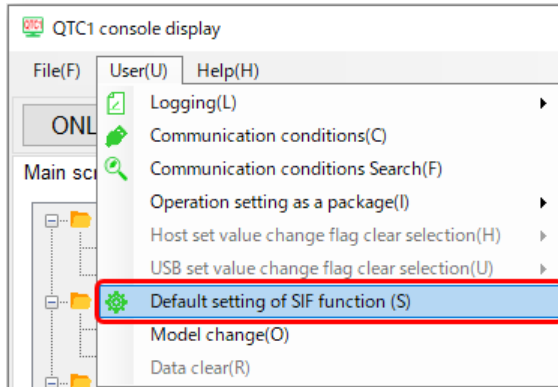 QTC1 console display
File(F) User(U) Help(H)
ONL
Logging(L)
Communication conditions(C)
Main scr
Communication conditions Search(F)
Operation setting as a package(I)
Host set value change flag clear selection(H)
USB set value change flag clear selection(U)
Default setting of SIF function (S)
Model change(O)
Data clear(R)